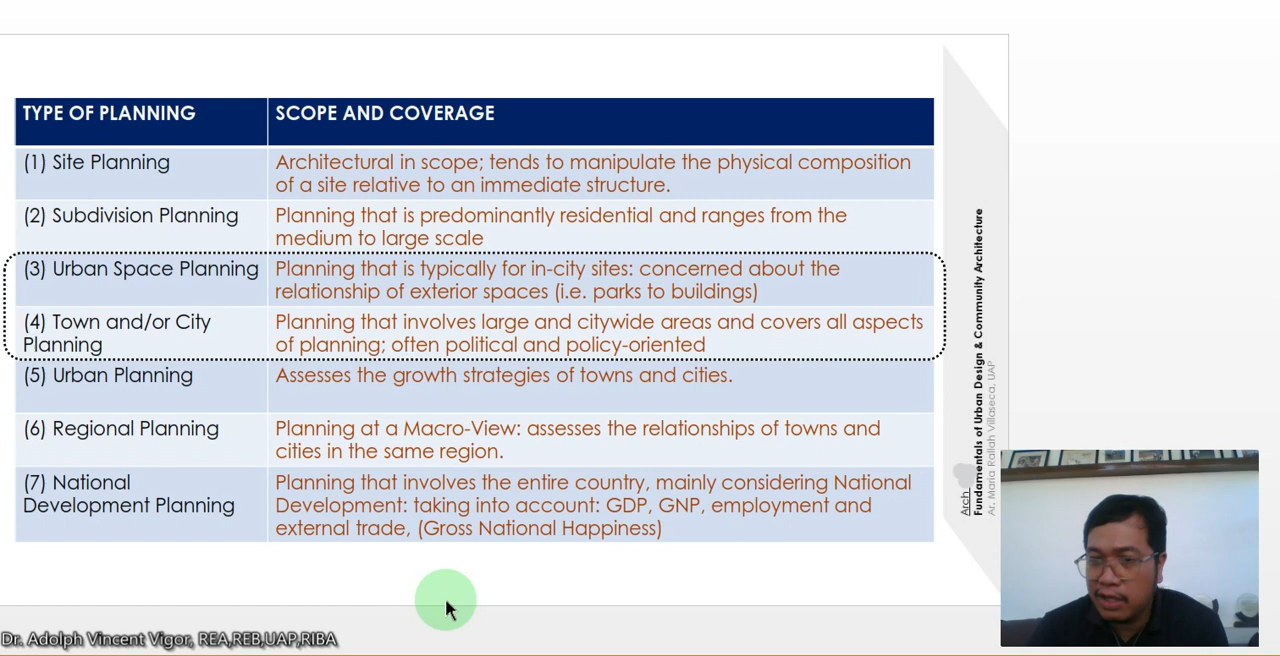 TYPE OF PLANNING
SCOPE AND COVERAGE
(1) Site Planning
Architectural in scope; tends to manipulate the physical composition
of a site relative to an immediate structure.
(2) Subdivision Planning
Planning that is predominantly residential and ranges from the
medium to large scale
(3) Urban Space Planning
Planning that is typically for in-city sites: concerned about the
relationship of exterior spaces (i.e. parks to buildings)
(4) Town and/or City
Planning
Planning that involves large and citywide areas and covers all aspects
of planning; often political and policy-oriented
(5) Urban Planning
Assesses the growth strategies of towns and cities.
(6) Regional Planning
Planning at a Macro-View: assesses the relationships of towns and
cities in the same region.
(7) National
Development Planning
Planning that involves the entire country, mainly considering National
Development: taking into account: GDP, GNP, employment and
external trade, (Gross National Happiness)
Arch
Fundamentals of Urban Design & Community Architecture
Ar. Maria Raillah Villaseca, UAP
Dr. Adolph Vincent Vigor, REA,REB,UAP,RIBA